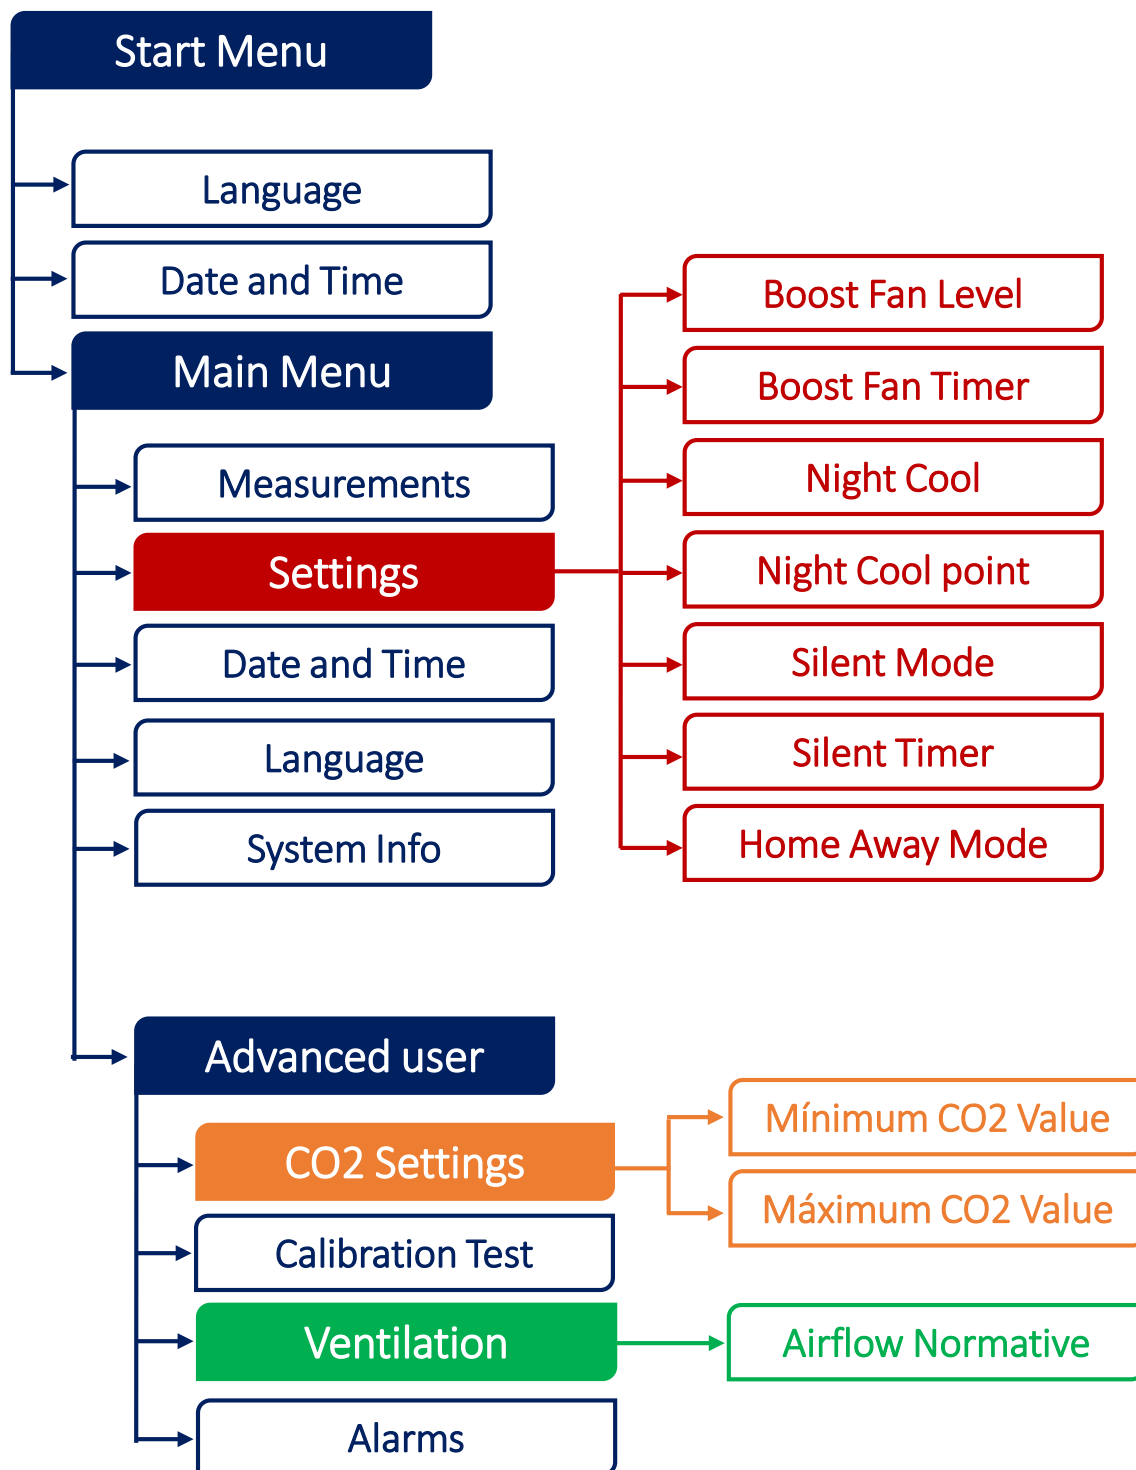 Start Menu
Language
Date and Time
Main Menu
Measurements
Settings
Date and Time
Language
System Info
Boost Fan Level
Boost Fan Timer
Night Cool
Night Cool point
Silent Mode
Silent Timer
Home Away Mode
Advanced user
CO2 Settings
Mínimum CO2 Value
Máximum CO2 Value
Calibration Test
Ventilation
Airflow Normative
Alarms